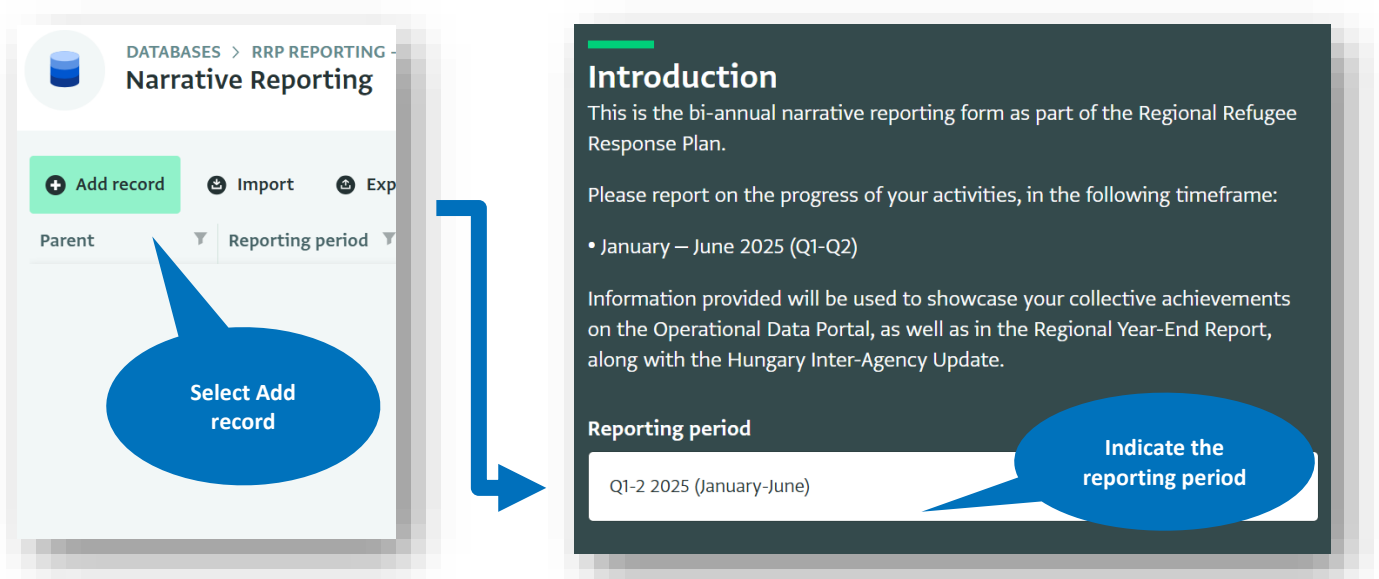 DATABASES > RRP REPORTING -
Narrative Reporting
Add record
Import
Exp
Parent
Reporting period
Select Add
record
Introduction
This is the bi-annual narrative reporting form as part of the Regional Refugee
Response Plan.
Please report on the progress of your activities, in the following timeframe:
• January – June 2025 (Q1-Q2)
Information provided will be used to showcase your collective achievements
on the Operational Data Portal, as well as in the Regional Year-End Report,
along with the Hungary Inter-Agency Update.
Reporting period
Q1-2 2025 (January-June)
Indicate the
reporting period